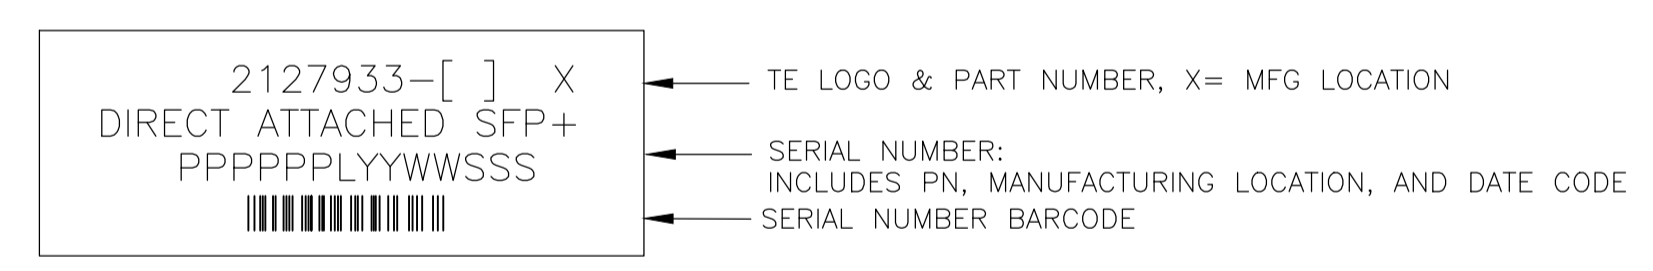 2127933-[ ] X
TE LOGO & PART NUMBER, X= MFG LOCATION
DIRECT ATTACHED SFP+
PPPPPPLYYWWSSS
SERIAL NUMBER:
INCLUDES PN, MANUFACTURING LOCATION, AND DATE CODE
SERIAL NUMBER BARCODE